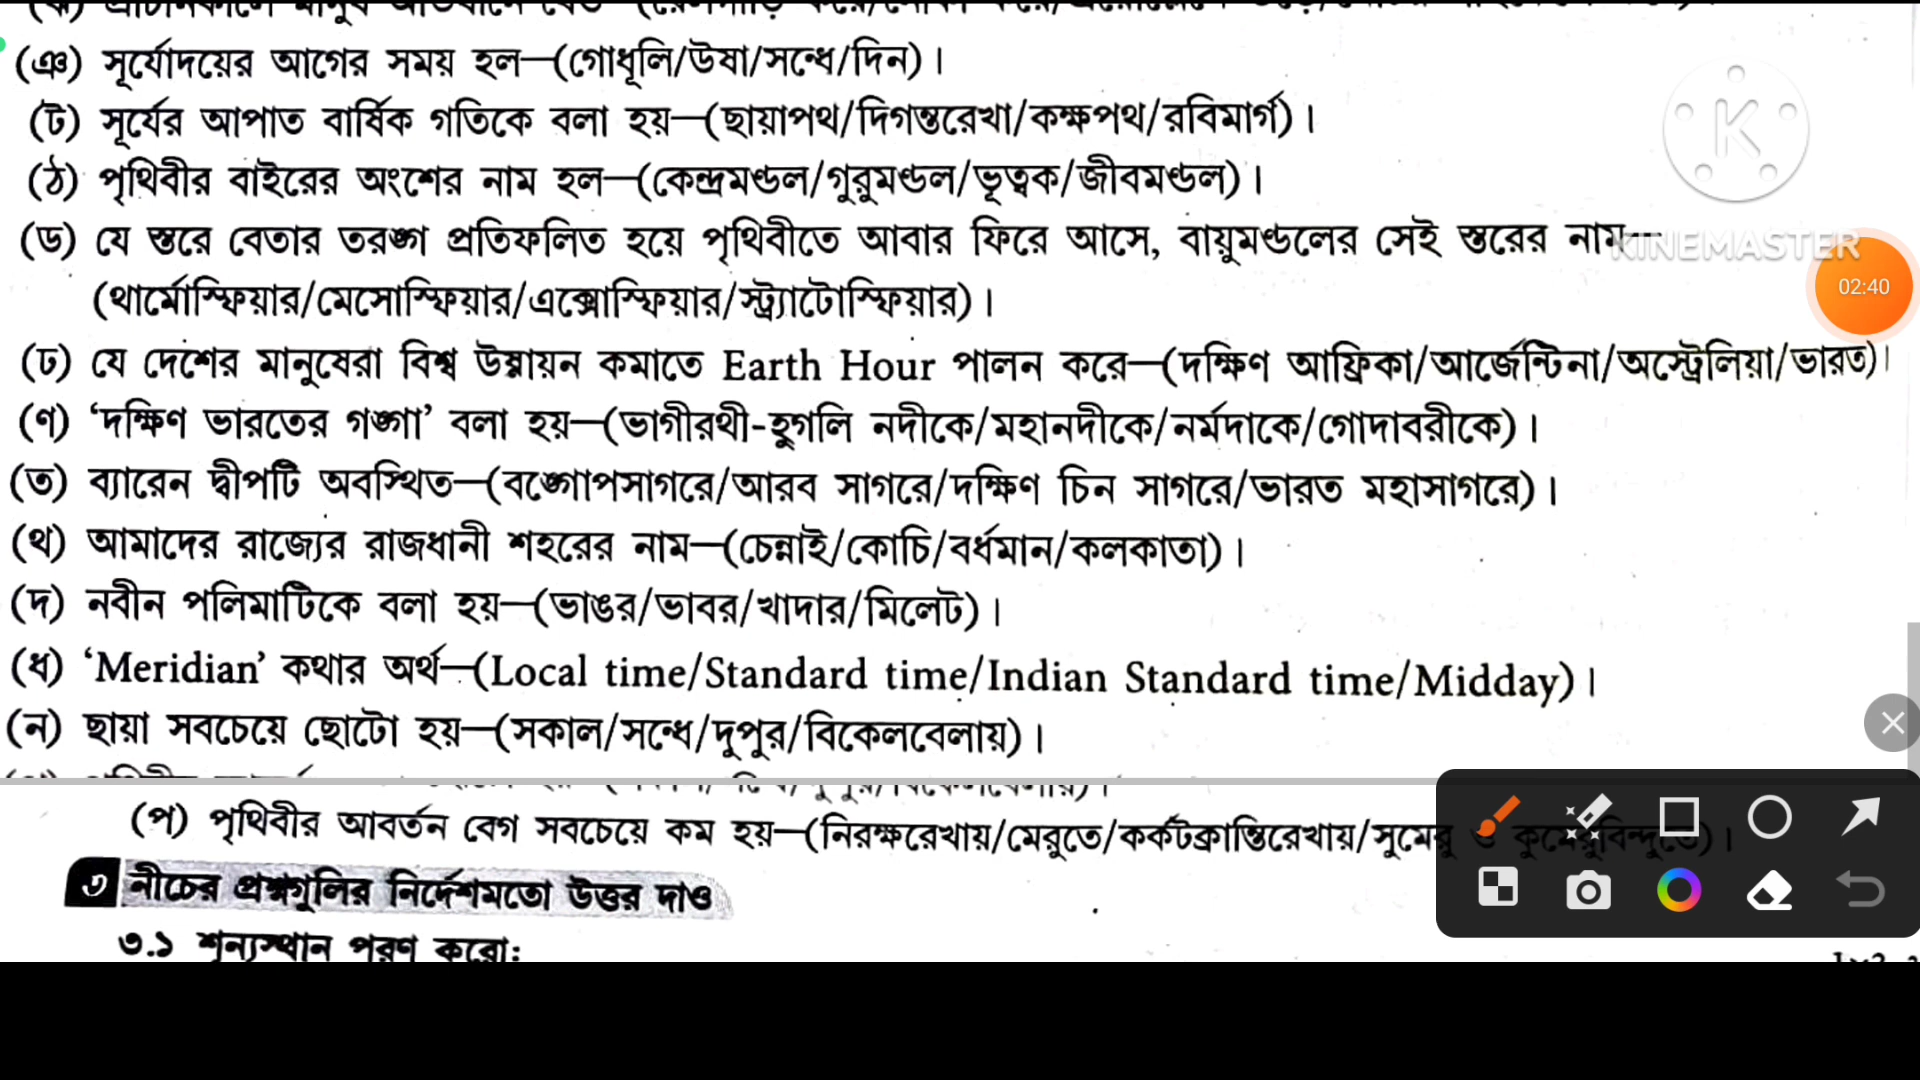 (ঞ) সূর্যোদয়ের আগের সময় হল—(গোধূলি/উষা/সন্ধে/দিন)।
(ট) সূর্যের আপাত বার্ষিক গতিকে বলা হয়—(ছায়াপথ/দিগন্তরেখা/কক্ষপথ/রবিমার্গ)।
(ঠ) পৃথিবীর বাইরের অংশের নাম হল—(কেন্দ্রমণ্ডল/গুরুমণ্ডল/ভূত্বক/জীবমণ্ডল)।
(ড) যে স্তরে বেতার তরঙ্গ প্রতিফলিত হয়ে পৃথিবীতে আবার ফিরে আসে, বায়ুমণ্ডলের সেই স্তরের নাম—
KINEMASTER
(থার্মোস্ফিয়ার/মেসোস্ফিয়ার/এক্সোস্ফিয়ার/স্ট্র্যাটোস্ফিয়ার)।
02:40
(ঢ) যে দেশের মানুষেরা বিশ্ব উষ্ণায়ন কমাতে Earth Hour পালন করে—(দক্ষিণ আফ্রিকা/আর্জেন্টিনা/অস্ট্রেলিয়া/ভারত)।
(ণ) ‘দক্ষিণ ভারতের গঙ্গা’ বলা হয়—(ভাগীরথী-হুগলি নদীকে/মহানদীকে/নর্মদাকে/গোদাবরীকে)।
(ত) ব্যারেন দ্বীপটি অবস্থিত—(বঙ্গোপসাগরে/আরব সাগরে/দক্ষিণ চিন সাগরে/ভারত মহাসাগরে)।
(থ) আমাদের রাজ্যের রাজধানী শহরের নাম—(চেন্নাই/কোচি/বর্ধমান/কলকাতা)।
(দ) নবীন পলিমাটিকে বলা হয়—(ভাঙর/ভাবর/খাদার/মিলেট)।
(ধ) ‘Meridian’ কথার অর্থ—(Local time/Standard time/Indian Standard time/Midday)।
(ন) ছায়া সবচেয়ে ছোটো হয়—(সকাল/সন্ধে/দুপুর/বিকেলবেলায়)।
(প) পৃথিবীর আবর্তন বেগ সবচেয়ে কম হয়—(নিরক্ষরেখায়/মেরুতে/কর্কটক্রান্তিরেখায়/সুমেরু ও কুমেরুবিন্দুতে)।
৩ নীচের প্রশ্নগুলির নির্দেশমতো উত্তর দাও
৩.১ শূন্যস্থান পূরণ করো: